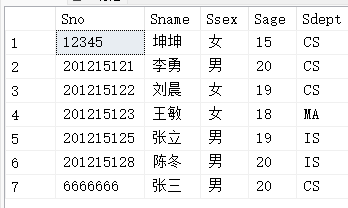 Sno Sname Ssex Sage Sdept
1 12345 坤坤 女 15 CS
2 201215121 李勇 男 20 CS
3 201215122 刘晨 女 19 CS
4 201215123 王敏 女 18 MA
5 201215125 张立 男 19 IS
6 201215128 陈冬 男 20 IS
7 6666666 张三 男 20 CS